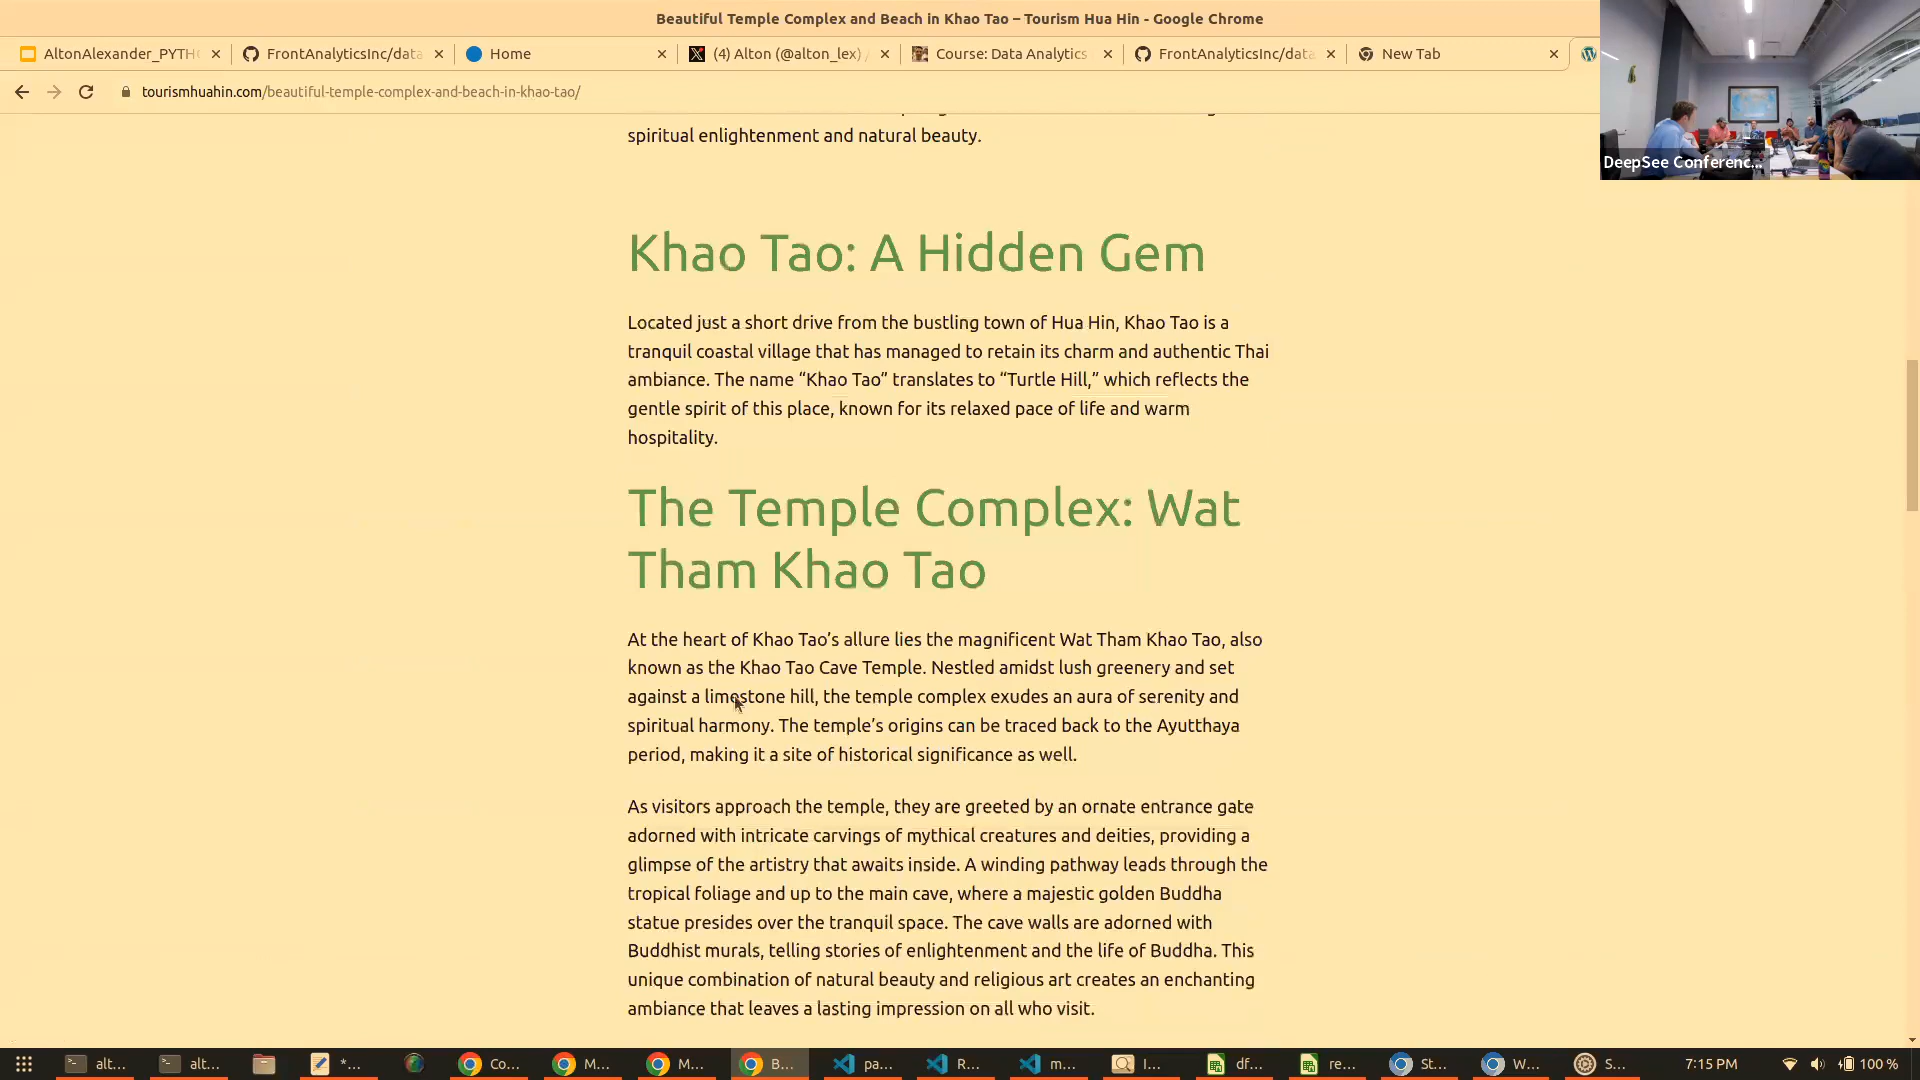 Beautiful Temple Complex and Beach in Khao Tao – Tourism Hua Hin - Google Chrome
AltonAlexander_PYTH
FrontAnalyticsInc/data
Home
(4) Alton (@alton_lex) /
Course: Data Analytics
FrontAnalyticsInc/data
New Tab
tourismhuahin.com/beautiful-temple-complex-and-beach-in-khao-tao/
DeepSee Conferenc...
spiritual enlightenment and natural beauty.
Khao Tao: A Hidden Gem
Located just a short drive from the bustling town of Hua Hin, Khao Tao is a
tranquil coastal village that has managed to retain its charm and authentic Thai
ambiance. The name “Khao Tao” translates to “Turtle Hill,” which reflects the
gentle spirit of this place, known for its relaxed pace of life and warm
hospitality.
The Temple Complex: Wat
Tham Khao Tao
At the heart of Khao Tao’s allure lies the magnificent Wat Tham Khao Tao, also
known as the Khao Tao Cave Temple. Nestled amidst lush greenery and set
against a limestone hill, the temple complex exudes an aura of serenity and
spiritual harmony. The temple’s origins can be traced back to the Ayutthaya
period, making it a site of historical significance as well.
As visitors approach the temple, they are greeted by an ornate entrance gate
adorned with intricate carvings of mythical creatures and deities, providing a
glimpse of the artistry that awaits inside. A winding pathway leads through the
tropical foliage and up to the main cave, where a majestic golden Buddha
statue presides over the tranquil space. The cave walls are adorned with
Buddhist murals, telling stories of enlightenment and the life of Buddha. This
unique combination of natural beauty and religious art creates an enchanting
ambiance that leaves a lasting impression on all who visit.
alt...
alt...
*...
Co...
M...
M...
B...
pa...
R...
m...
I...
df...
re...
St...
W...
S...
7:15 PM
100 %